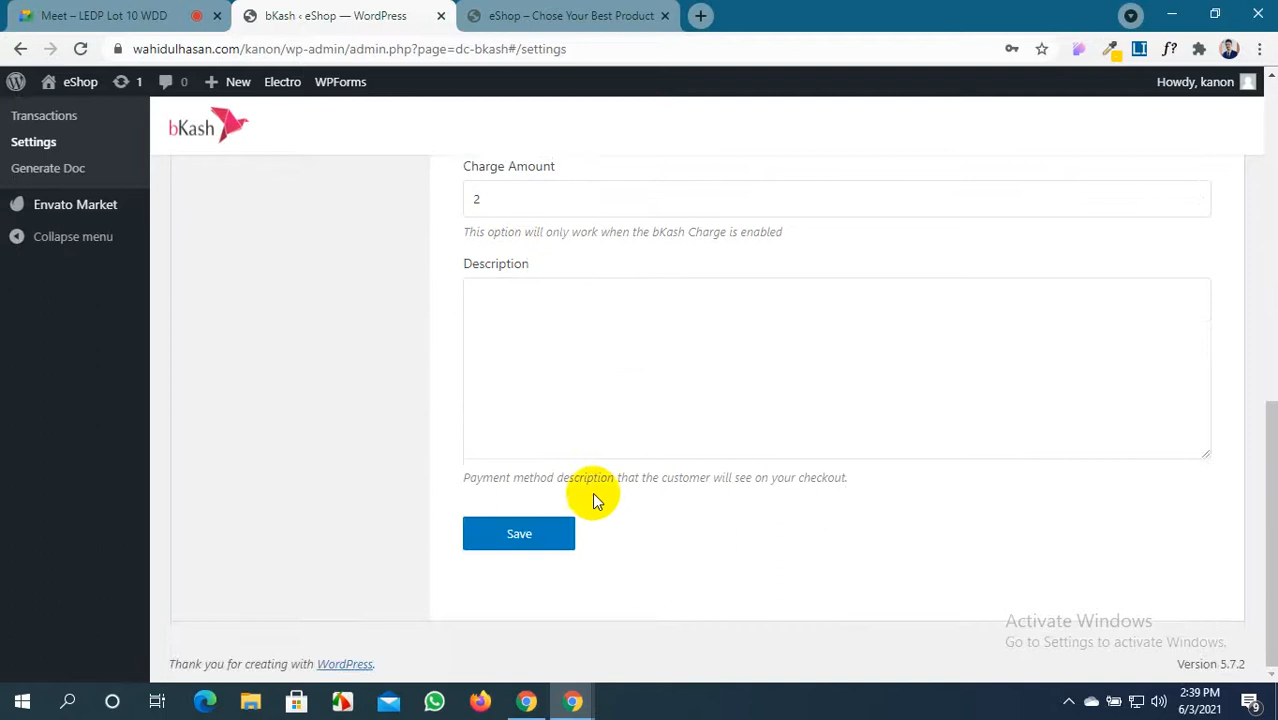 Meet – LEDP Lot 10 WDD
bKash ‹ eShop — WordPress
eShop – Chose Your Best Product
wahidulhasan.com/kanon/wp-admin/admin.php?page=dc-bkash#/settings
eShop 1 0 New Electro WPForms Howdy, kanon
Transactions
Settings
Generate Doc
Envato Market
Collapse menu
bKash
Charge Amount
2
This option will only work when the bKash Charge is enabled
Description
Payment method description that the customer will see on your checkout.
Save
Activate Windows
Go to Settings to activate Windows.
Thank you for creating with WordPress. Version 5.7.2
2:39 PM
6/3/2021
9